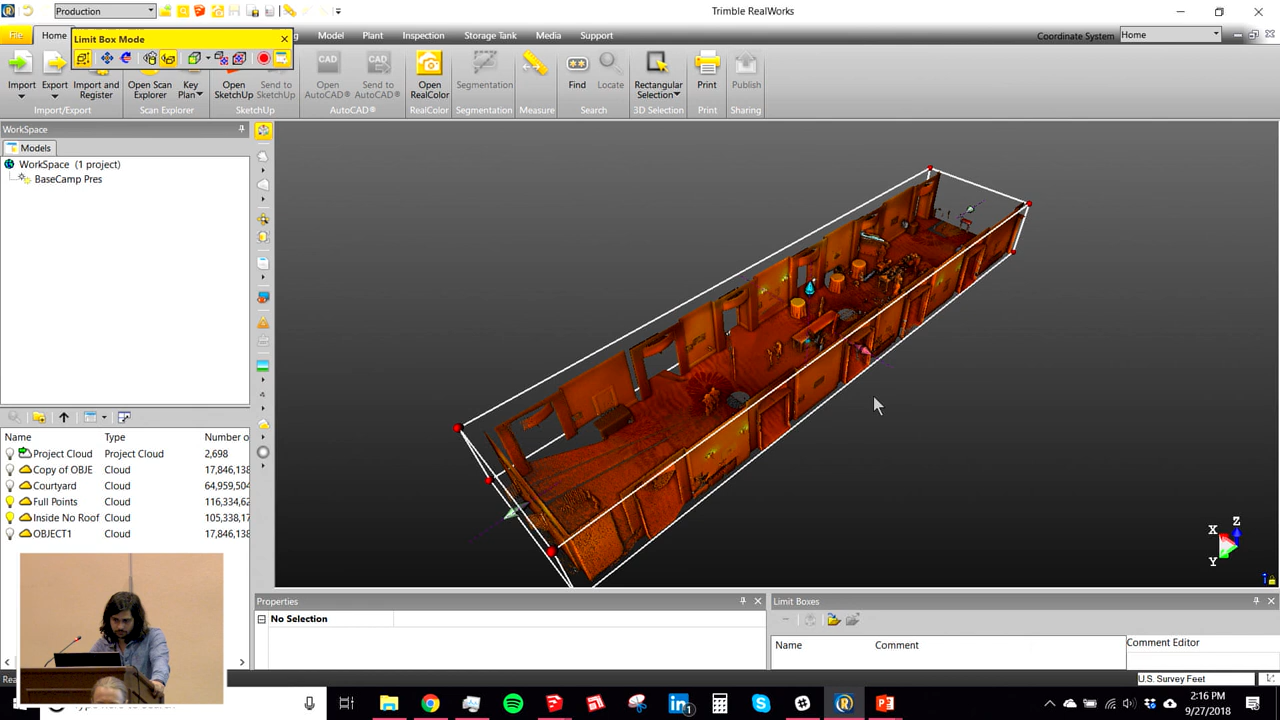 Production
Trimble RealWorks
File
Home
Limit Box Mode
Model
Plant
Inspection
Storage Tank
Media
Support
Coordinate System
Home
Import
Export
Import and
Register
Open Scan
Explorer
Key
Plan
Open
SketchUp
Send to
SketchUp
Open
AutoCAD®
Send to
AutoCAD®
Open
RealColor
Segmentation
Find
Locate
Rectangular
Selection
Print
Publish
Import/Export
Scan Explorer
SketchUp
AutoCAD®
RealColor
Segmentation
Measure
Search
3D Selection
Print
Sharing
WorkSpace
Models
WorkSpace (1 project)
BaseCamp Pres
Name Type Number of
Project Cloud Project Cloud 2,698
Copy of OBJE Cloud 17,846,138
Courtyard Cloud 64,959,504
Full Points Cloud
Inside No Roof Cloud
OBJECT1 Cloud 17,846,138
X Z
Y
Properties
No Selection
Limit Boxes
Name Comment
Comment Editor
U.S. Survey Feet
Type here to search
2:16 PM
9/27/2018